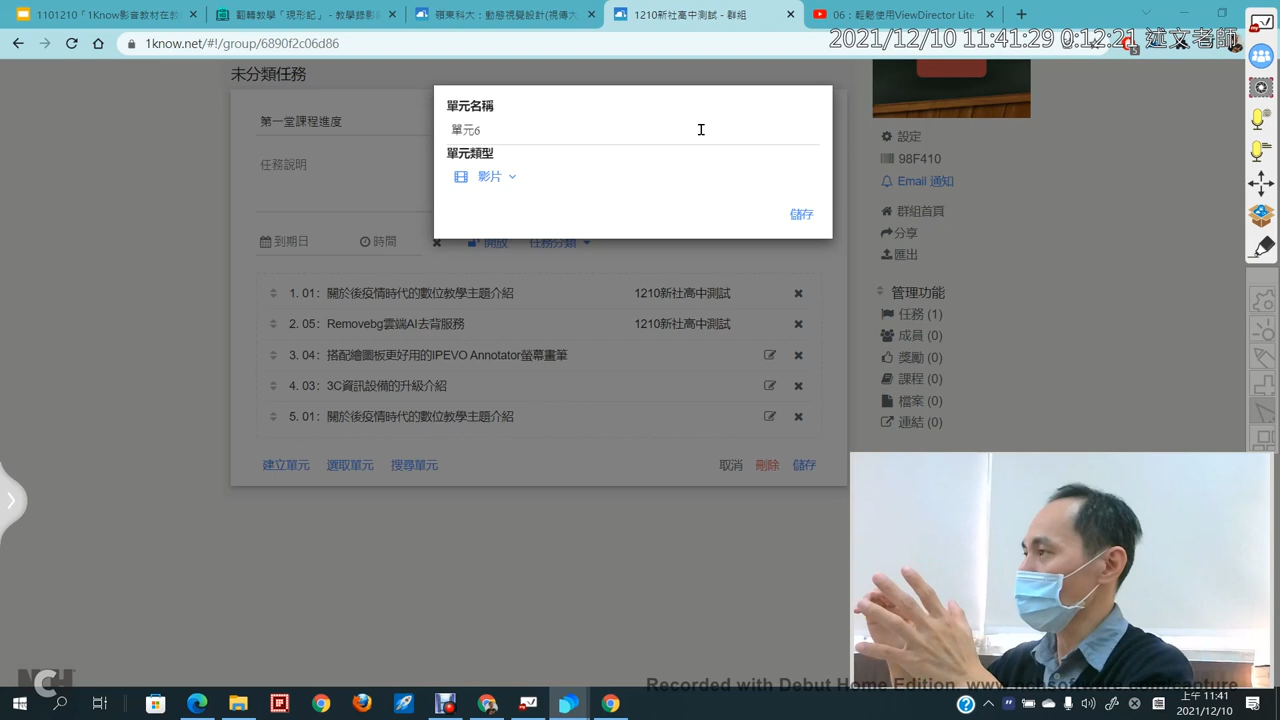 1101210「1Know影音教材在教
翻轉教學「現形記」 - 教學錄影
嶺東科大：動態視覺設計(視傳大
1210新社高中測試 - 群組
06：輕鬆使用ViewDirector Lite
1know.net/#!/group/6890f2c06d86
2021/12/10 11:41:29 0:12:21 述文老師
未分類任務
單元名稱
單元6
單元類型
影片
儲存
第一堂課程進度
任務說明
到期日
時間
開放
任務分類
1. 01：關於後疫情時代的數位教學主題介紹
1210新社高中測試
2. 05：Removebg雲端AI去背服務
1210新社高中測試
3. 04：搭配繪圖板更好用的IPEVO Annotator螢幕畫筆
4. 03：3C資訊設備的升級介紹
5. 01：關於後疫情時代的數位教學主題介紹
建立單元
選取單元
搜尋單元
取消
刪除
儲存
設定
98F410
Email 通知
群組首頁
分享
匯出
管理功能
任務 (1)
成員 (0)
獎勵 (0)
課程 (0)
檔案 (0)
連結 (0)
NCH
Recorded with Debut Home Edition. www.nchsoftware.com/capture
上午 11:41
2021/12/10